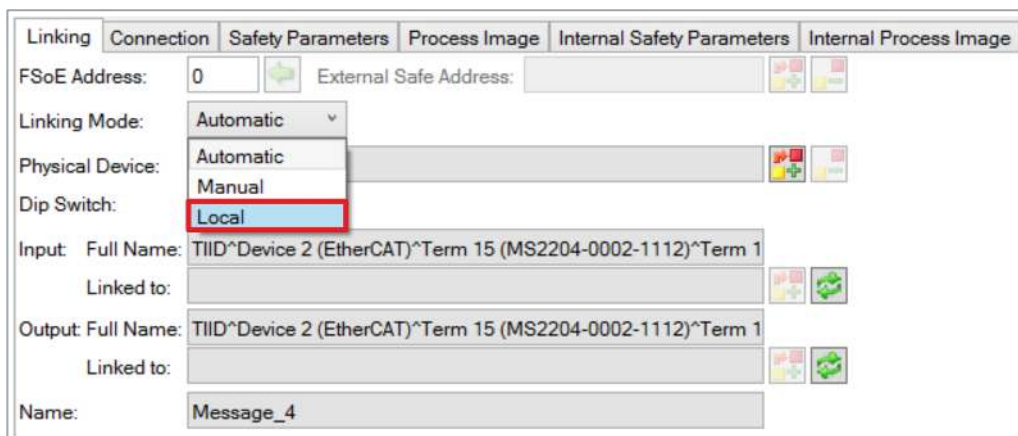 Linking Connection Safety Parameters Process Image Internal Safety Parameters Internal Process Image
FSoE Address: 0 External Safe Address:
Linking Mode: Automatic
Physical Device: Automatic
Manual
Dip Switch:
Local
Input: Full Name: TIID^Device 2 (EtherCAT)^Term 15 (MS2204-0002-1112)^Term 1
Linked to:
Output: Full Name: TIID^Device 2 (EtherCAT)^Term 15 (MS2204-0002-1112)^Term 1
Linked to:
Name: Message_4